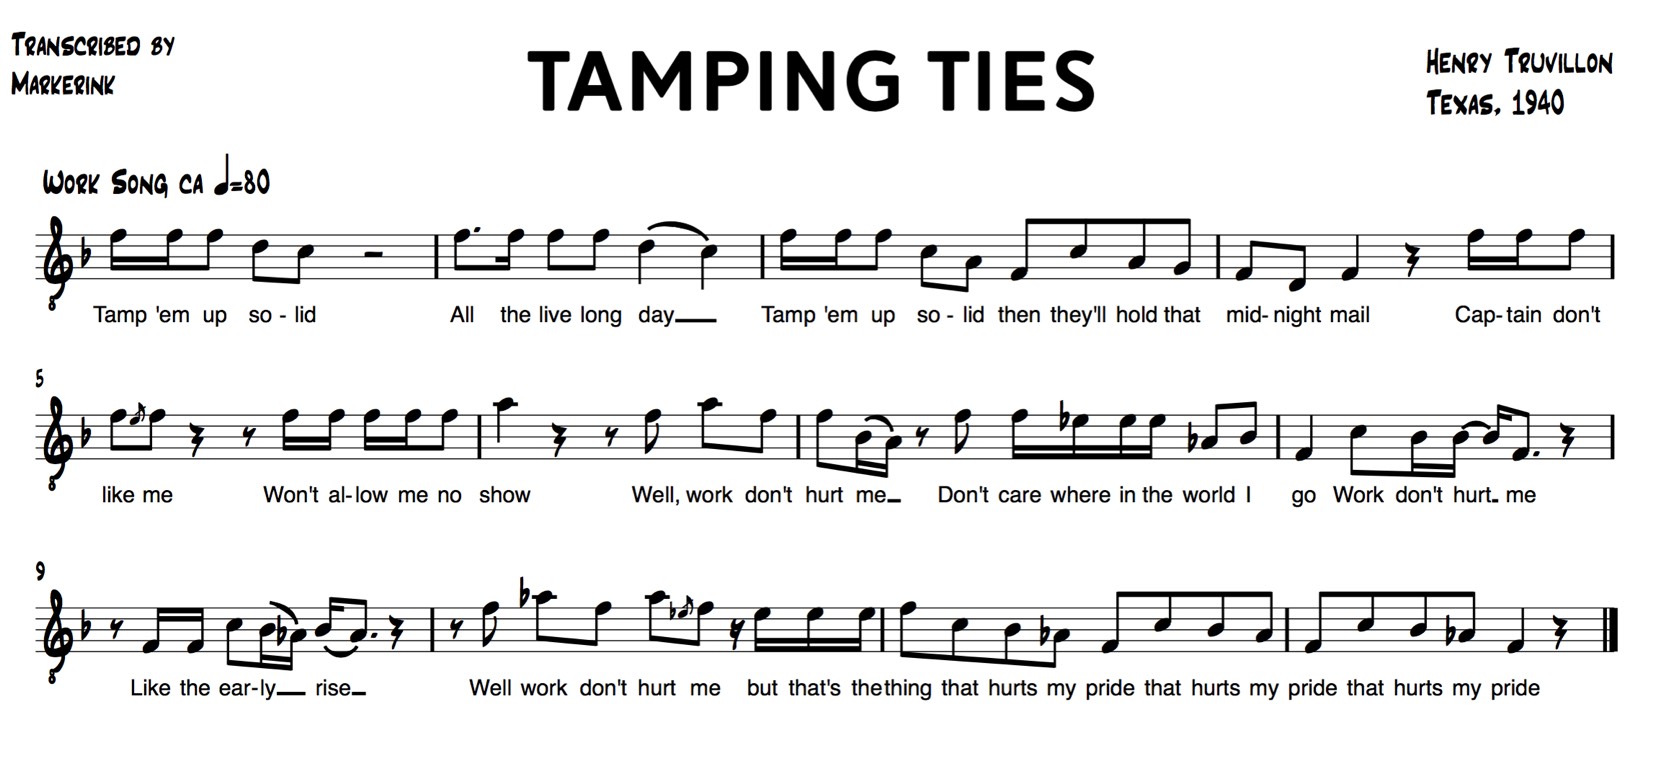 Transcribed by
Markerink
TAMPING TIES
Henry Truvillon
Texas, 1940
Work Song ca ♩=80
8
Tamp 'em up so - lid All the live long day Tamp 'em up so - lid then they'll hold that mid- night mail Cap- tain don't
5
8
like me Won't al- low me no show Well, work don't hurt me Don't care where in the world I go Work don't hurt me
9
8
Like the ear- ly rise Well work don't hurt me but that's the thing that hurts my pride that hurts my pride that hurts my pride